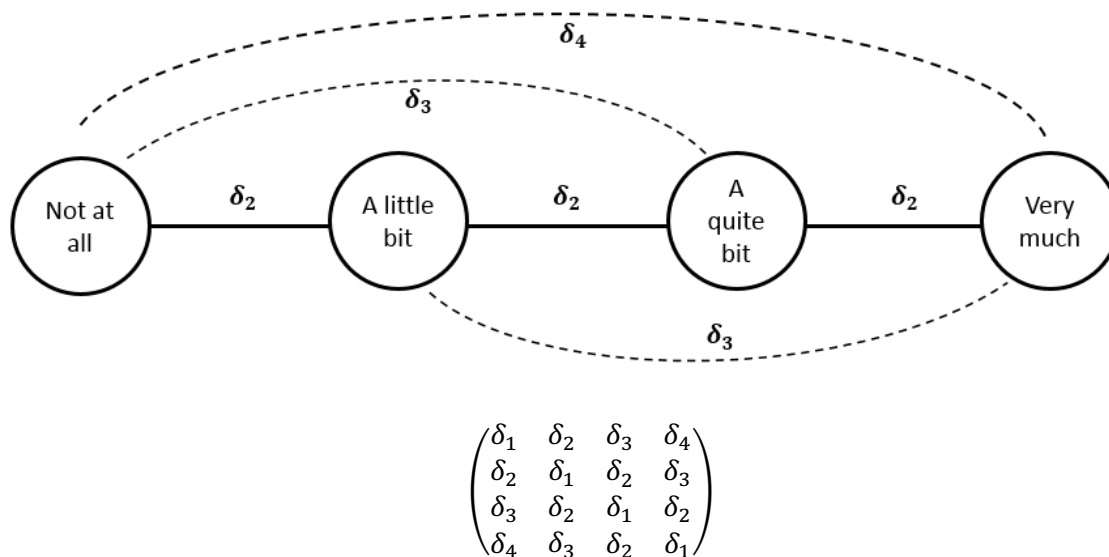 δ₄
δ₃
Not at
all
δ₂
A little
bit
δ₂
A
quite
bit
δ₂
Very
much
δ₃
δ₁ δ₂ δ₃ δ₄
δ₂ δ₁ δ₂ δ₃
δ₃ δ₂ δ₁ δ₂
δ₄ δ₃ δ₂ δ₁